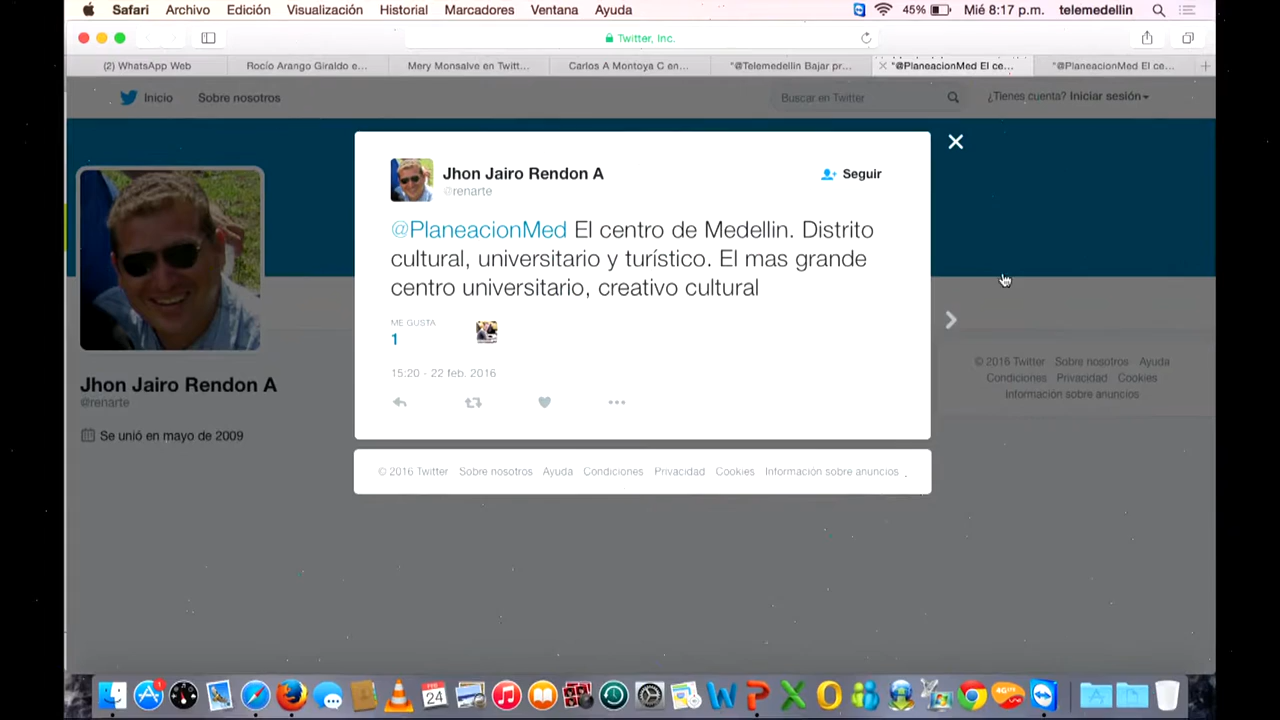 Safari Archivo Edición Visualización Historial Marcadores Ventana Ayuda 45% Mié 8:17 p.m. telemedellin
Twitter, Inc.
(2) WhatsApp Web Rocío Arango Giraldo e... Mery Monsalve en Twitt... Carlos A Montoya C en... "@Telemedellin Bajar pr... "@PlaneacionMed El ce... "@PlaneacionMed El ce...
Inicio Sobre nosotros Buscar en Twitter ¿Tienes cuenta? Iniciar sesión
Jhon Jairo Rendon A Seguir
@renarte
@PlaneacionMed El centro de Medellin. Distrito
cultural, universitario y turístico. El mas grande
centro universitario, creativo cultural
ME GUSTA
1
15:20 - 22 feb. 2016
© 2016 Twitter Sobre nosotros Ayuda Condiciones Privacidad Cookies Información sobre anuncios
Jhon Jairo Rendon A
@renarte
Se unió en mayo de 2009
© 2016 Twitter Sobre nosotros Ayuda
Condiciones Privacidad Cookies
Información sobre anuncios
1
FEB
24
4G LTE